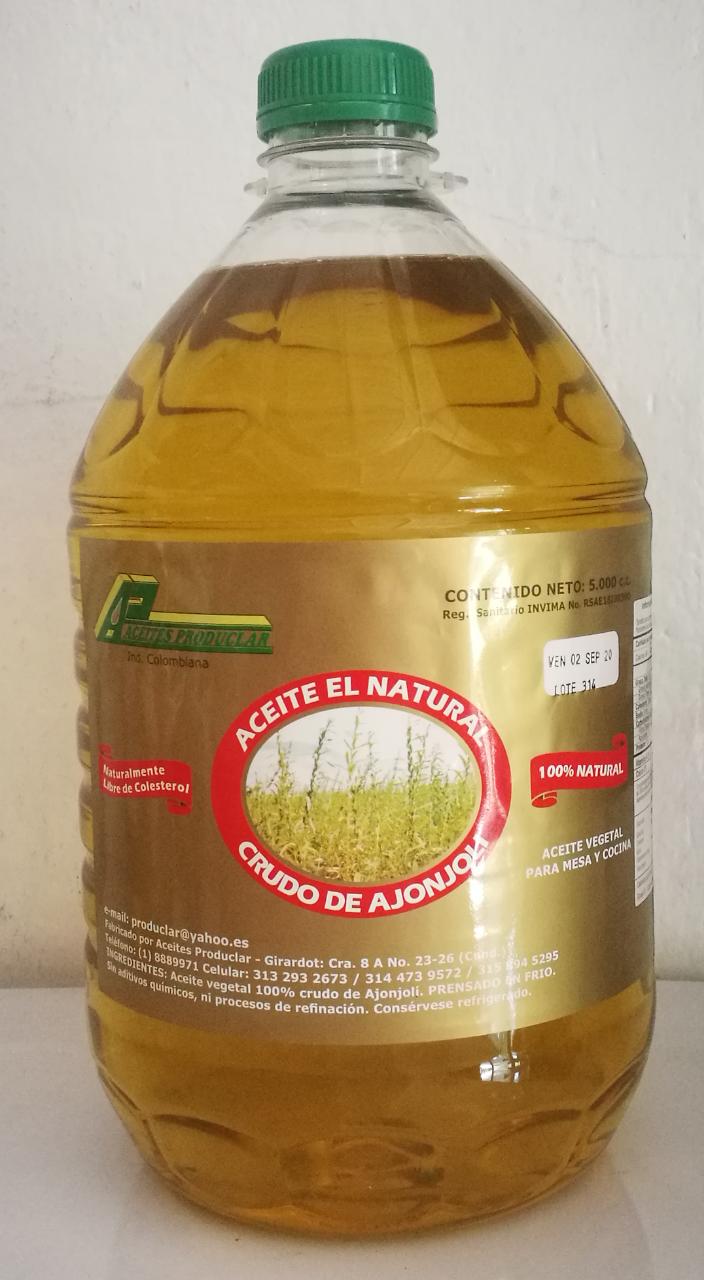 ACEITES PRODUCLAR
Ind. Colombiana
CONTENIDO NETO: 5.000 c.c.
Reg. Sanitario INVIMA No.
VEN 02 SEP 20
LOTE 314
ACEITE EL NATURAL
CRUDO DE AJONJOLI
Naturalmente
Libre de Colesterol
100% NATURAL
ACEITE VEGETAL
PARA MESA Y COCINA
e-mail: produclar@yahoo.es
Fabricado por Aceites Produclar - Girardot: Cra. 8 A No. 23-26 (Cund.)
Teléfono: (1) 8889971 Celular: 313 293 2673 / 314 473 9572 / 315 894 5295
INGREDIENTES: Aceite vegetal 100% crudo de Ajonjolí. PRENSADO EN FRIO.
Sin aditivos químicos, ni procesos de refinación. Consérvese refrigerado.